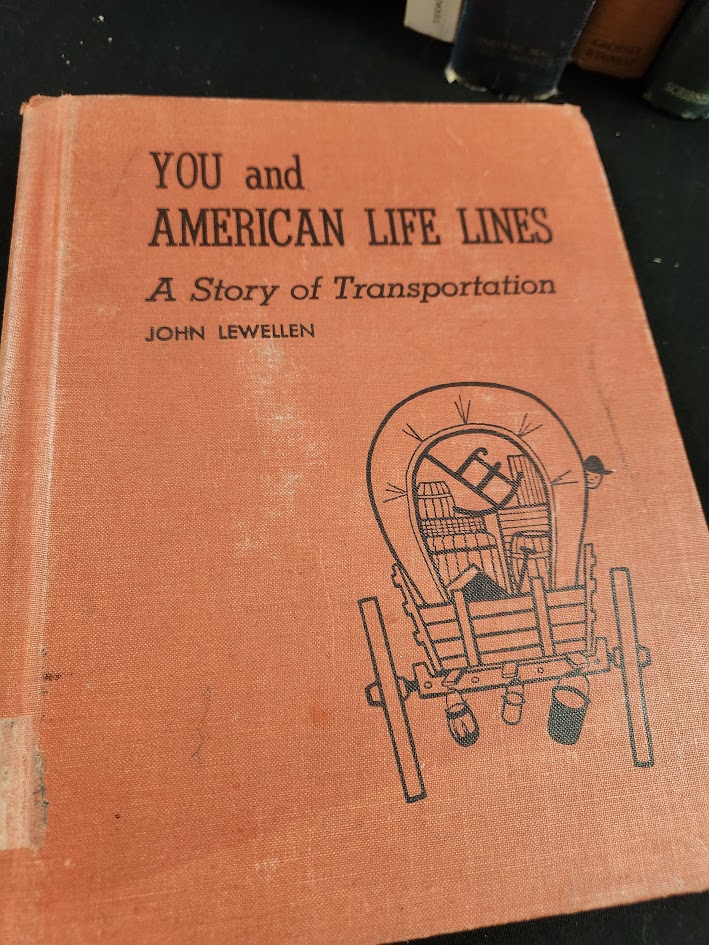 YOU and
AMERICAN LIFE LINES
A Story of Transportation
JOHN LEWELLEN